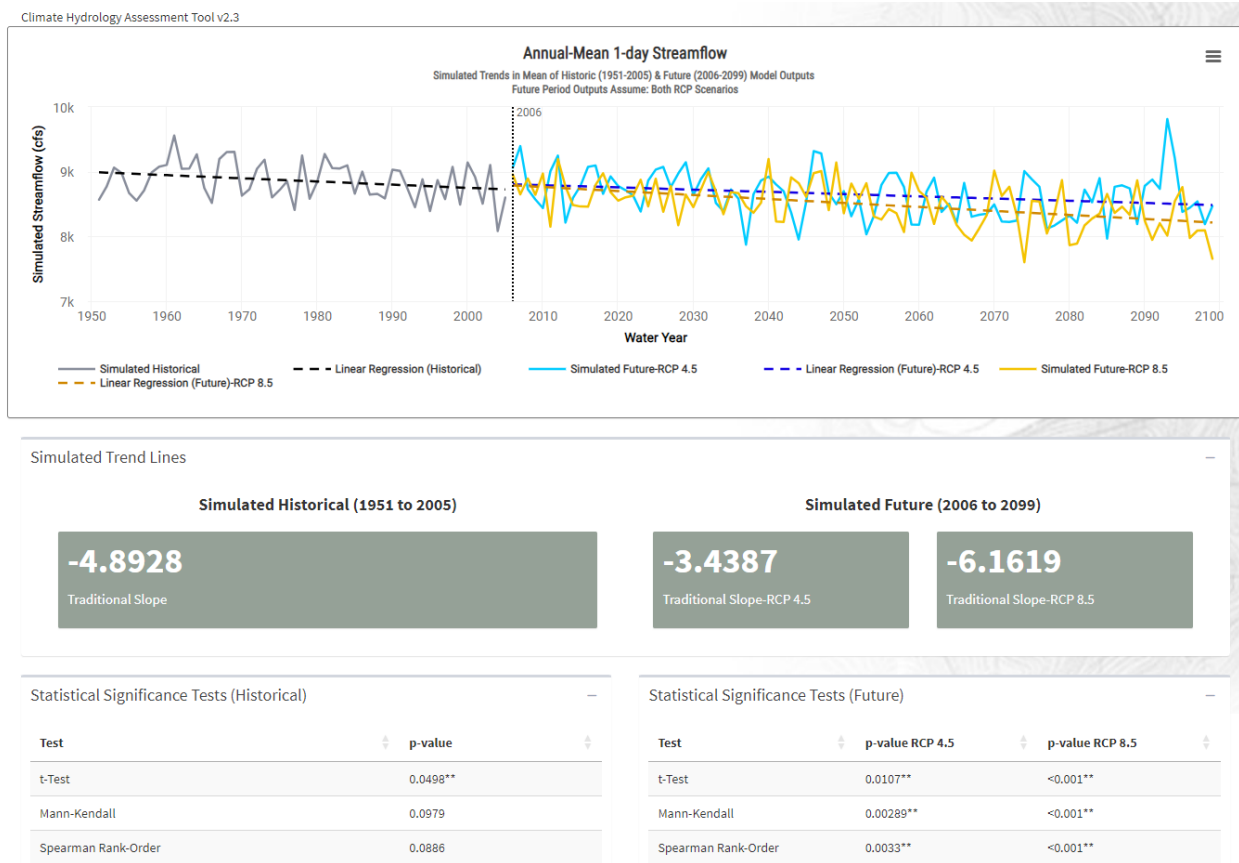 Climate Hydrology Assessment Tool v2.3
Annual-Mean 1-day Streamflow
Simulated Trends in Mean of Historic (1951-2005) & Future (2006-2099) Model Outputs
Future Period Outputs Assume: Both RCP Scenarios
Simulated Streamflow (cfs)
10k
9k
8k
7k
2006
1950 1960 1970 1980 1990 2000 2010 2020 2030 2040 2050 2060 2070 2080 2090 2100
Water Year
Simulated Historical Linear Regression (Historical) Simulated Future-RCP 4.5 Linear Regression (Future)-RCP 4.5 Simulated Future-RCP 8.5
Linear Regression (Future)-RCP 8.5
Simulated Trend Lines
Simulated Historical (1951 to 2005) Simulated Future (2006 to 2099)
-4.8928 -3.4387 -6.1619
Traditional Slope Traditional Slope-RCP 4.5 Traditional Slope-RCP 8.5
Statistical Significance Tests (Historical)
Test p-value
t-Test 0.0498**
Mann-Kendall 0.0979
Spearman Rank-Order 0.0886
Statistical Significance Tests (Future)
Test p-value RCP 4.5 p-value RCP 8.5
t-Test 0.0107** <0.001**
Mann-Kendall 0.00289** <0.001**
Spearman Rank-Order 0.0033** <0.001**